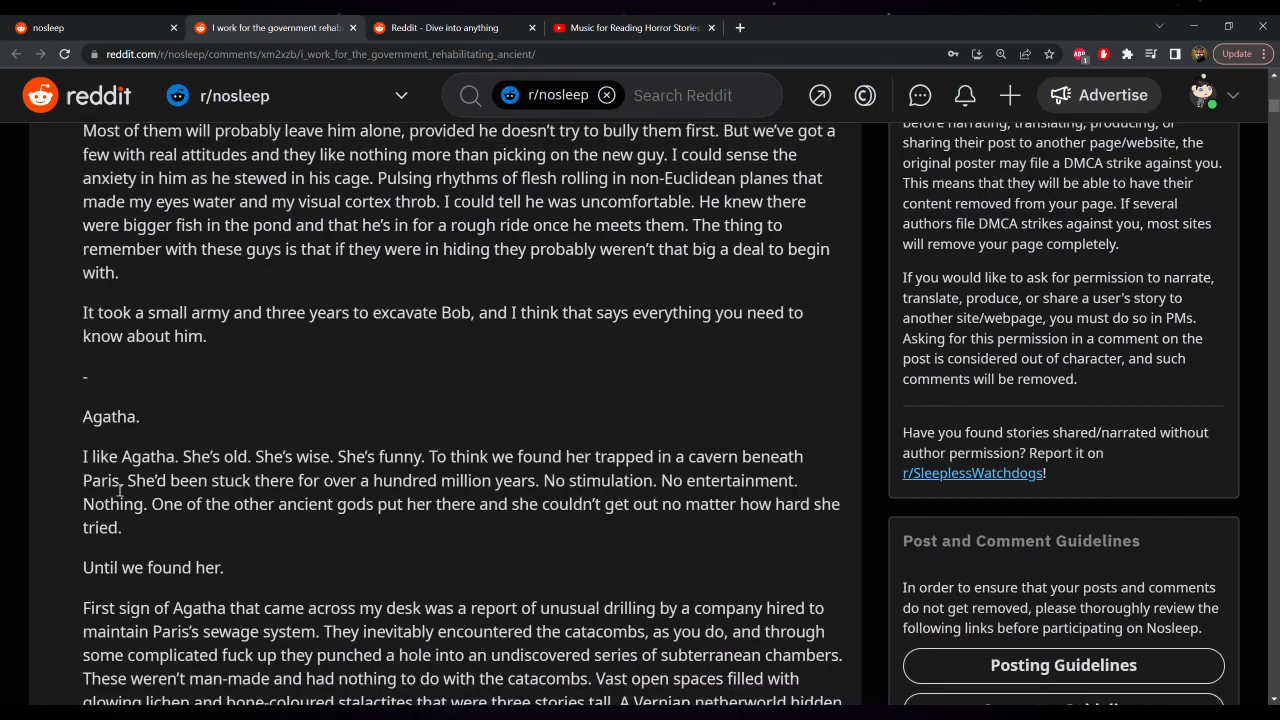 nosleep
I work for the government rehab
Reddit - Dive into anything
Music for Reading Horror Stories
reddit.com/r/nosleep/comments/xm2xzb/i_work_for_the_government_rehabilitating_ancient/
Update
reddit
r/nosleep
r/nosleep
Search Reddit
Advertise
Most of them will probably leave him alone, provided he doesn't try to bully them first. But we've got a
few with real attitudes and they like nothing more than picking on the new guy. I could sense the
anxiety in him as he stewed in his cage. Pulsing rhythms of flesh rolling in non-Euclidean planes that
made my eyes water and my visual cortex throb. I could tell he was uncomfortable. He knew there
were bigger fish in the pond and that he's in for a rough ride once he meets them. The thing to
remember with these guys is that if they were in hiding they probably weren't that big a deal to begin
with.
It took a small army and three years to excavate Bob, and I think that says everything you need to
know about him.
-
Agatha.
I like Agatha. She's old. She's wise. She's funny. To think we found her trapped in a cavern beneath
Paris. She'd been stuck there for over a hundred million years. No stimulation. No entertainment.
Nothing. One of the other ancient gods put her there and she couldn't get out no matter how hard she
tried.
Until we found her.
First sign of Agatha that came across my desk was a report of unusual drilling by a company hired to
maintain Paris's sewage system. They inevitably encountered the catacombs, as you do, and through
some complicated fuck up they punched a hole into an undiscovered series of subterranean chambers.
These weren't man-made and had nothing to do with the catacombs. Vast open spaces filled with
glowing lichen and bone-coloured stalactites that were three stories tall. A Vernian netherworld hidden
before narrating, translating, producing, or
sharing their post to another page/website, the
original poster may file a DMCA strike against you.
This means that they will be able to have their
content removed from your page. If several
authors file DMCA strikes against you, most sites
will remove your page completely.
If you would like to ask for permission to narrate,
translate, produce, or share a user's story to
another site/webpage, you must do so in PMs.
Asking for this permission in a comment on the
post is considered out of character, and such
comments will be removed.
Have you found stories shared/narrated without
author permission? Report it on
r/SleeplessWatchdogs!
Post and Comment Guidelines
In order to ensure that your posts and comments
do not get removed, please thoroughly review the
following links before participating on Nosleep.
Posting Guidelines